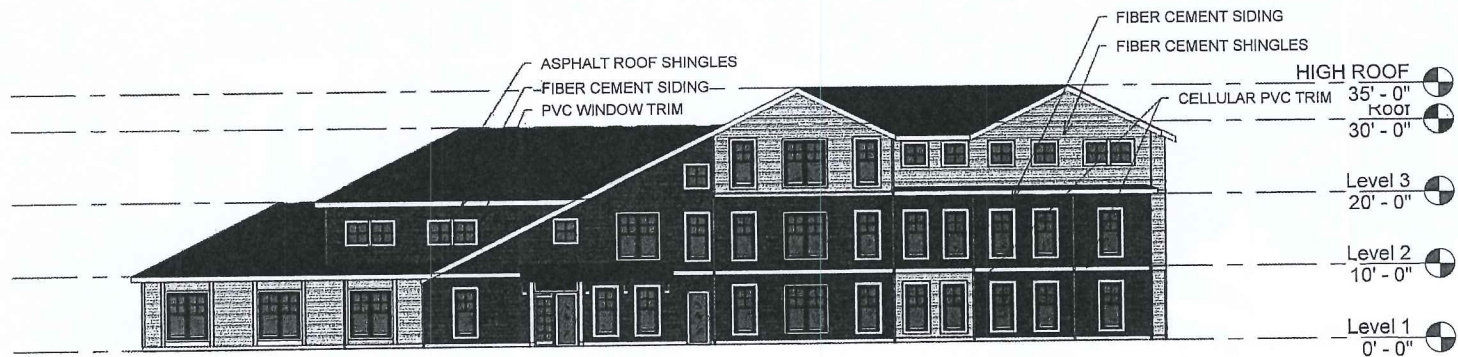 FIBER CEMENT SIDING
FIBER CEMENT SHINGLES
ASPHALT ROOF SHINGLES
FIBER CEMENT SIDING
PVC WINDOW TRIM
CELLULAR PVC TRIM
HIGH ROOF
35' - 0"
Roof
30' - 0"
Level 3
20' - 0"
Level 2
10' - 0"
Level 1
0' - 0"